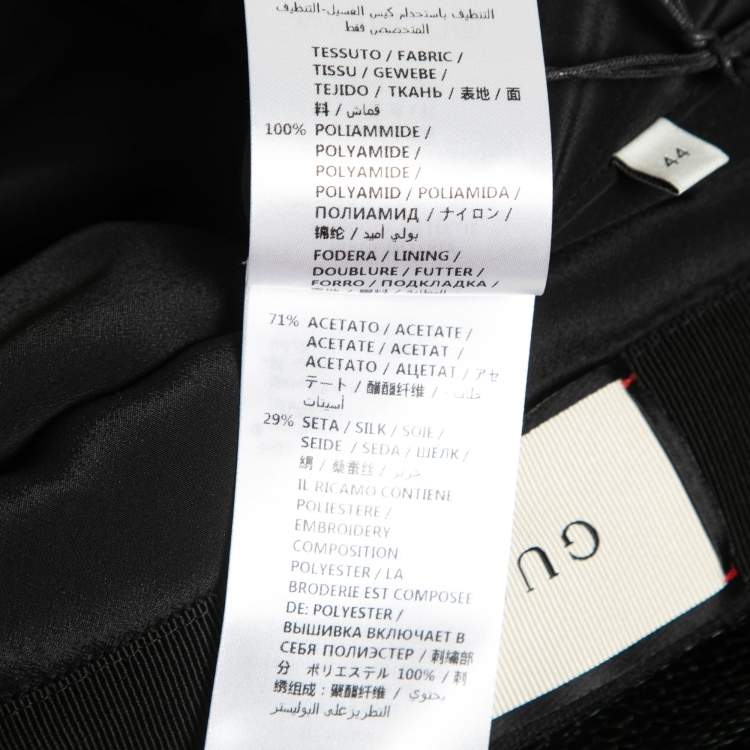 التنظيف باستخدام كيس الغسيل-التنظيف
المتخصص فقط
TESSUTO / FABRIC /
TISSU / GEWEBE /
TEJIDO / ТКАНЬ / 表地 / 面
料 / قماش
100% POLIAMMIDE /
POLYAMIDE /
POLYAMIDE /
POLYAMID / POLIAMIDA /
ПОЛИАМИД / ナイロン /
锦纶 / بولي أميد
FODERA / LINING /
DOUBLURE / FUTTER /
FORRO / ПОДКЛАДКА /
71% ACETATO / ACETATE /
ACETATE / ACETAT /
ACETATO / АЦЕТАТ / アセ
テート / 醋酯纤维 /
أسيتات
29% SETA / SILK / SOIE /
SEIDE / SEDA / ШЕЛК /
絹 / 桑蚕丝 / حرير
IL RICAMO CONTIENE
POLIESTERE /
EMBROIDERY
COMPOSITION
POLYESTER / LA
BRODERIE EST COMPOSEE
DE: POLYESTER /
ВЫШИВКА ВКЛЮЧАЕТ В
СЕБЯ ПОЛИЭСТЕР / 刺繍部
分 ポリエステル 100% / 刺
绣组成：聚酯纤维 / يحتوي
التطريز على البوليستر
44
GU